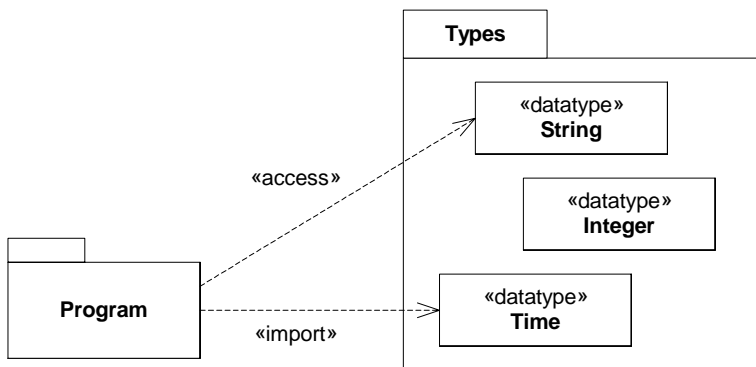 Types
«datatype»
String
«access»
«datatype»
Integer
Program
«datatype»
Time
«import»